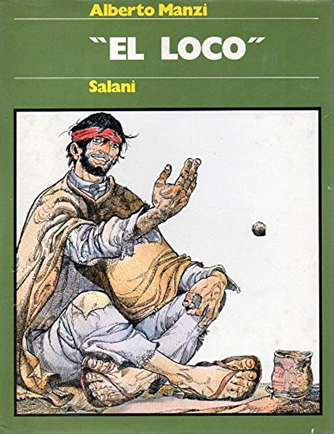 Alberto Manzi
"EL LOCO"
Salani